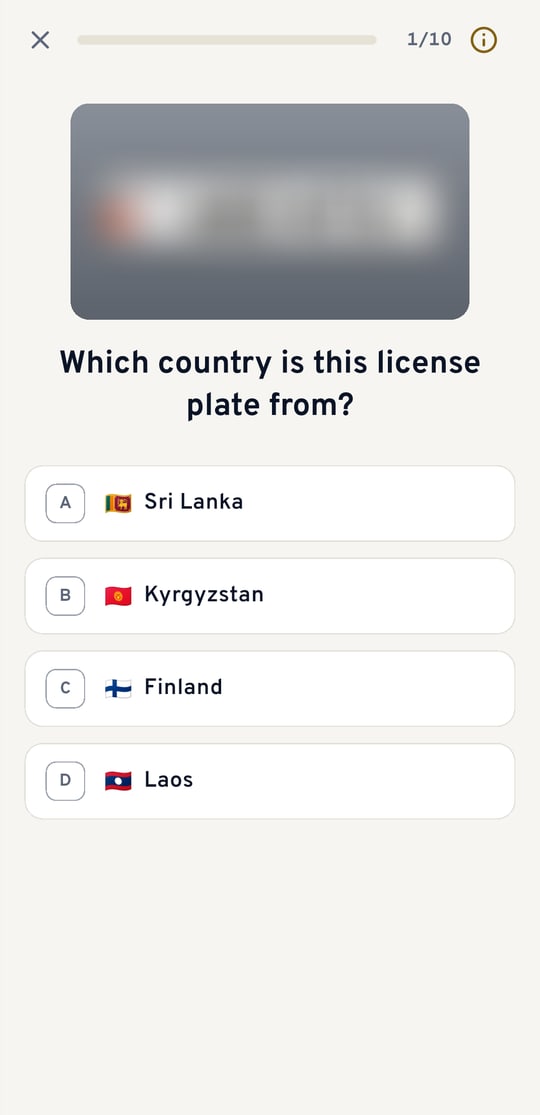 1/10
Which country is this license
plate from?
A Sri Lanka
B Kyrgyzstan
C Finland
D Laos